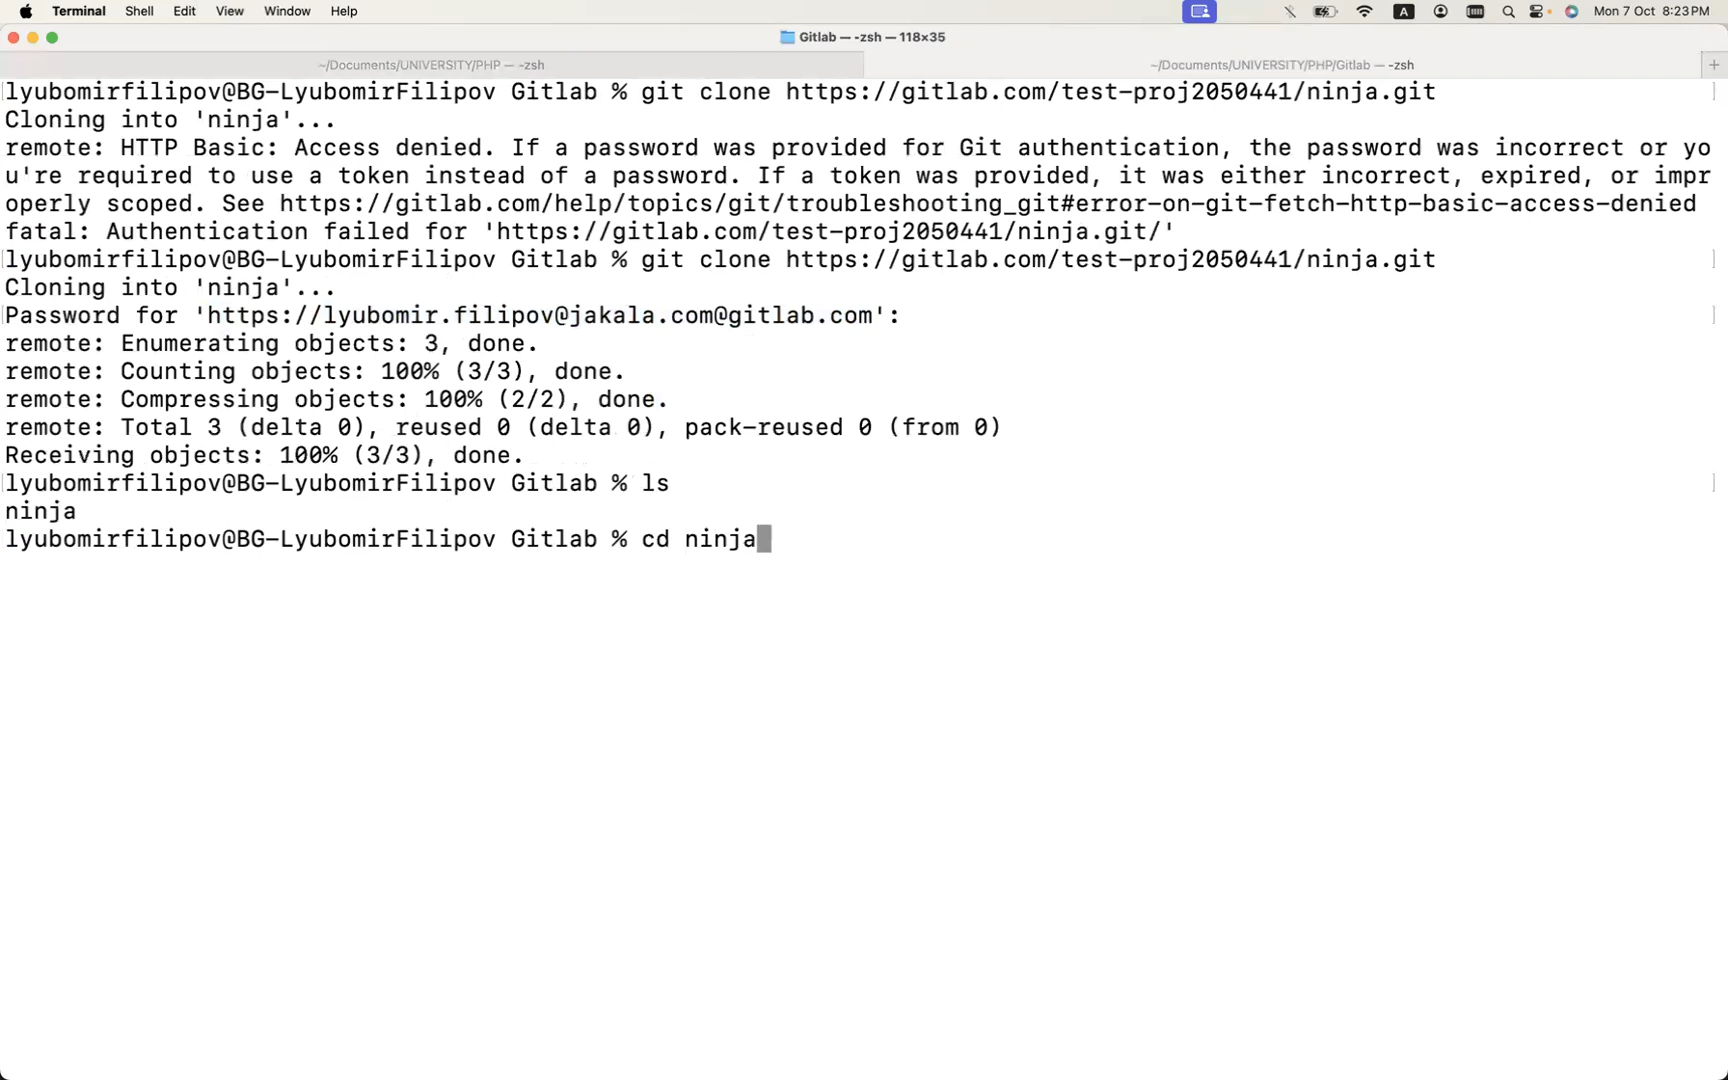 Terminal Shell Edit View Window Help A Mon 7 Oct 8:23 PM
Gitlab — -zsh — 118×35
~/Documents/UNIVERSITY/PHP — -zsh ~/Documents/UNIVERSITY/PHP/Gitlab — -zsh +
lyubomirfilipov@BG-LyubomirFilipov Gitlab % git clone https://gitlab.com/test-proj2050441/ninja.git
Cloning into 'ninja'...
remote: HTTP Basic: Access denied. If a password was provided for Git authentication, the password was incorrect or yo
u're required to use a token instead of a password. If a token was provided, it was either incorrect, expired, or impr
operly scoped. See https://gitlab.com/help/topics/git/troubleshooting_git#error-on-git-fetch-http-basic-access-denied
fatal: Authentication failed for 'https://gitlab.com/test-proj2050441/ninja.git/'
lyubomirfilipov@BG-LyubomirFilipov Gitlab % git clone https://gitlab.com/test-proj2050441/ninja.git
Cloning into 'ninja'...
Password for 'https://lyubomir.filipov@jakala.com@gitlab.com':
remote: Enumerating objects: 3, done.
remote: Counting objects: 100% (3/3), done.
remote: Compressing objects: 100% (2/2), done.
remote: Total 3 (delta 0), reused 0 (delta 0), pack-reused 0 (from 0)
Receiving objects: 100% (3/3), done.
lyubomirfilipov@BG-LyubomirFilipov Gitlab % ls
ninja
lyubomirfilipov@BG-LyubomirFilipov Gitlab % cd ninja